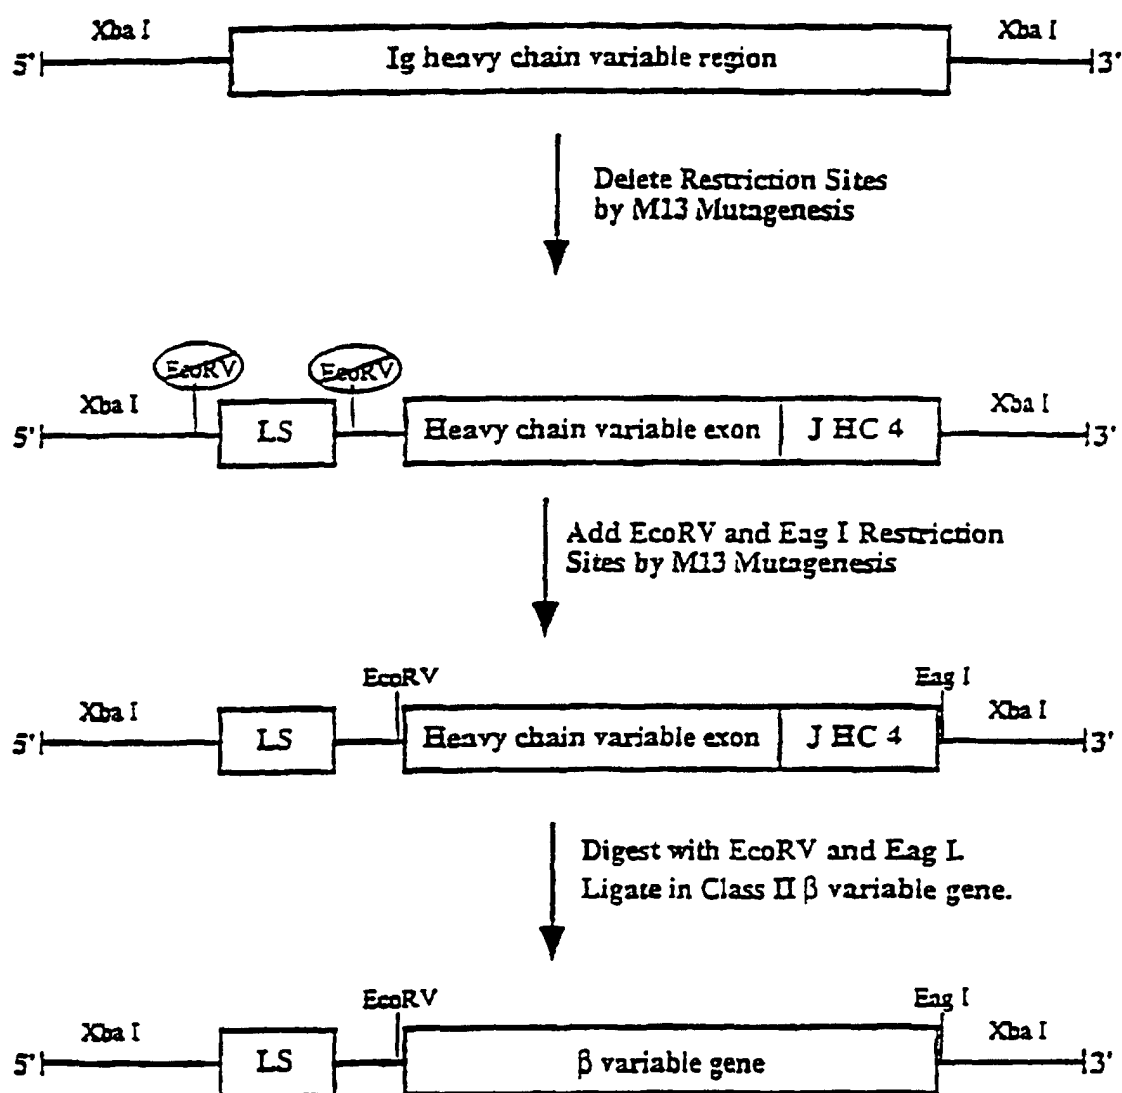 Xba I
Xba I
5'
Ig heavy chain variable region
3'
Delete Restriction Sites
by M13 Mutagenesis
EcoRV
EcoRV
Xba I
Xba I
5'
LS
Heavy chain variable exon
J HC 4
3'
Add EcoRV and Eag I Restriction
Sites by M13 Mutagenesis
EcoRV
Eag I
Xba I
Xba I
5'
LS
Heavy chain variable exon
J HC 4
3'
Digest with EcoRV and Eag I.
Ligate in Class II β variable gene.
EcoRV
Eag I
Xba I
Xba I
5'
LS
β variable gene
3'